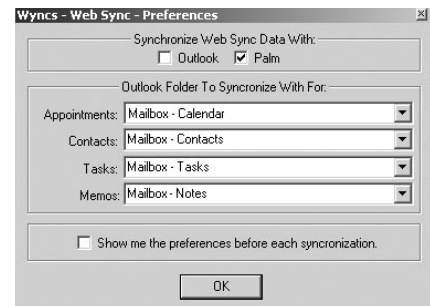 Wyncs - Web Sync - Preferences
Synchronize Web Sync Data With:
Outlook Palm
Outlook Folder To Syncronize With For:
Appointments: Mailbox - Calendar
Contacts: Mailbox - Contacts
Tasks: Mailbox - Tasks
Memos: Mailbox - Notes
Show me the preferences before each syncronization.
OK